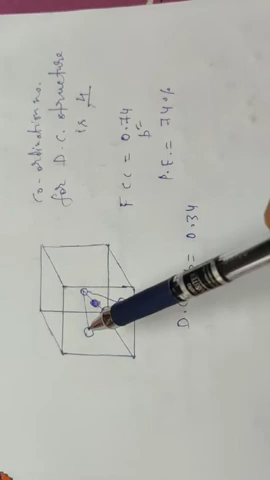 Co-ordination no.
for D.C. structure
is 4
FCC = 0.74
P.E. = 74%
D. = 0.34